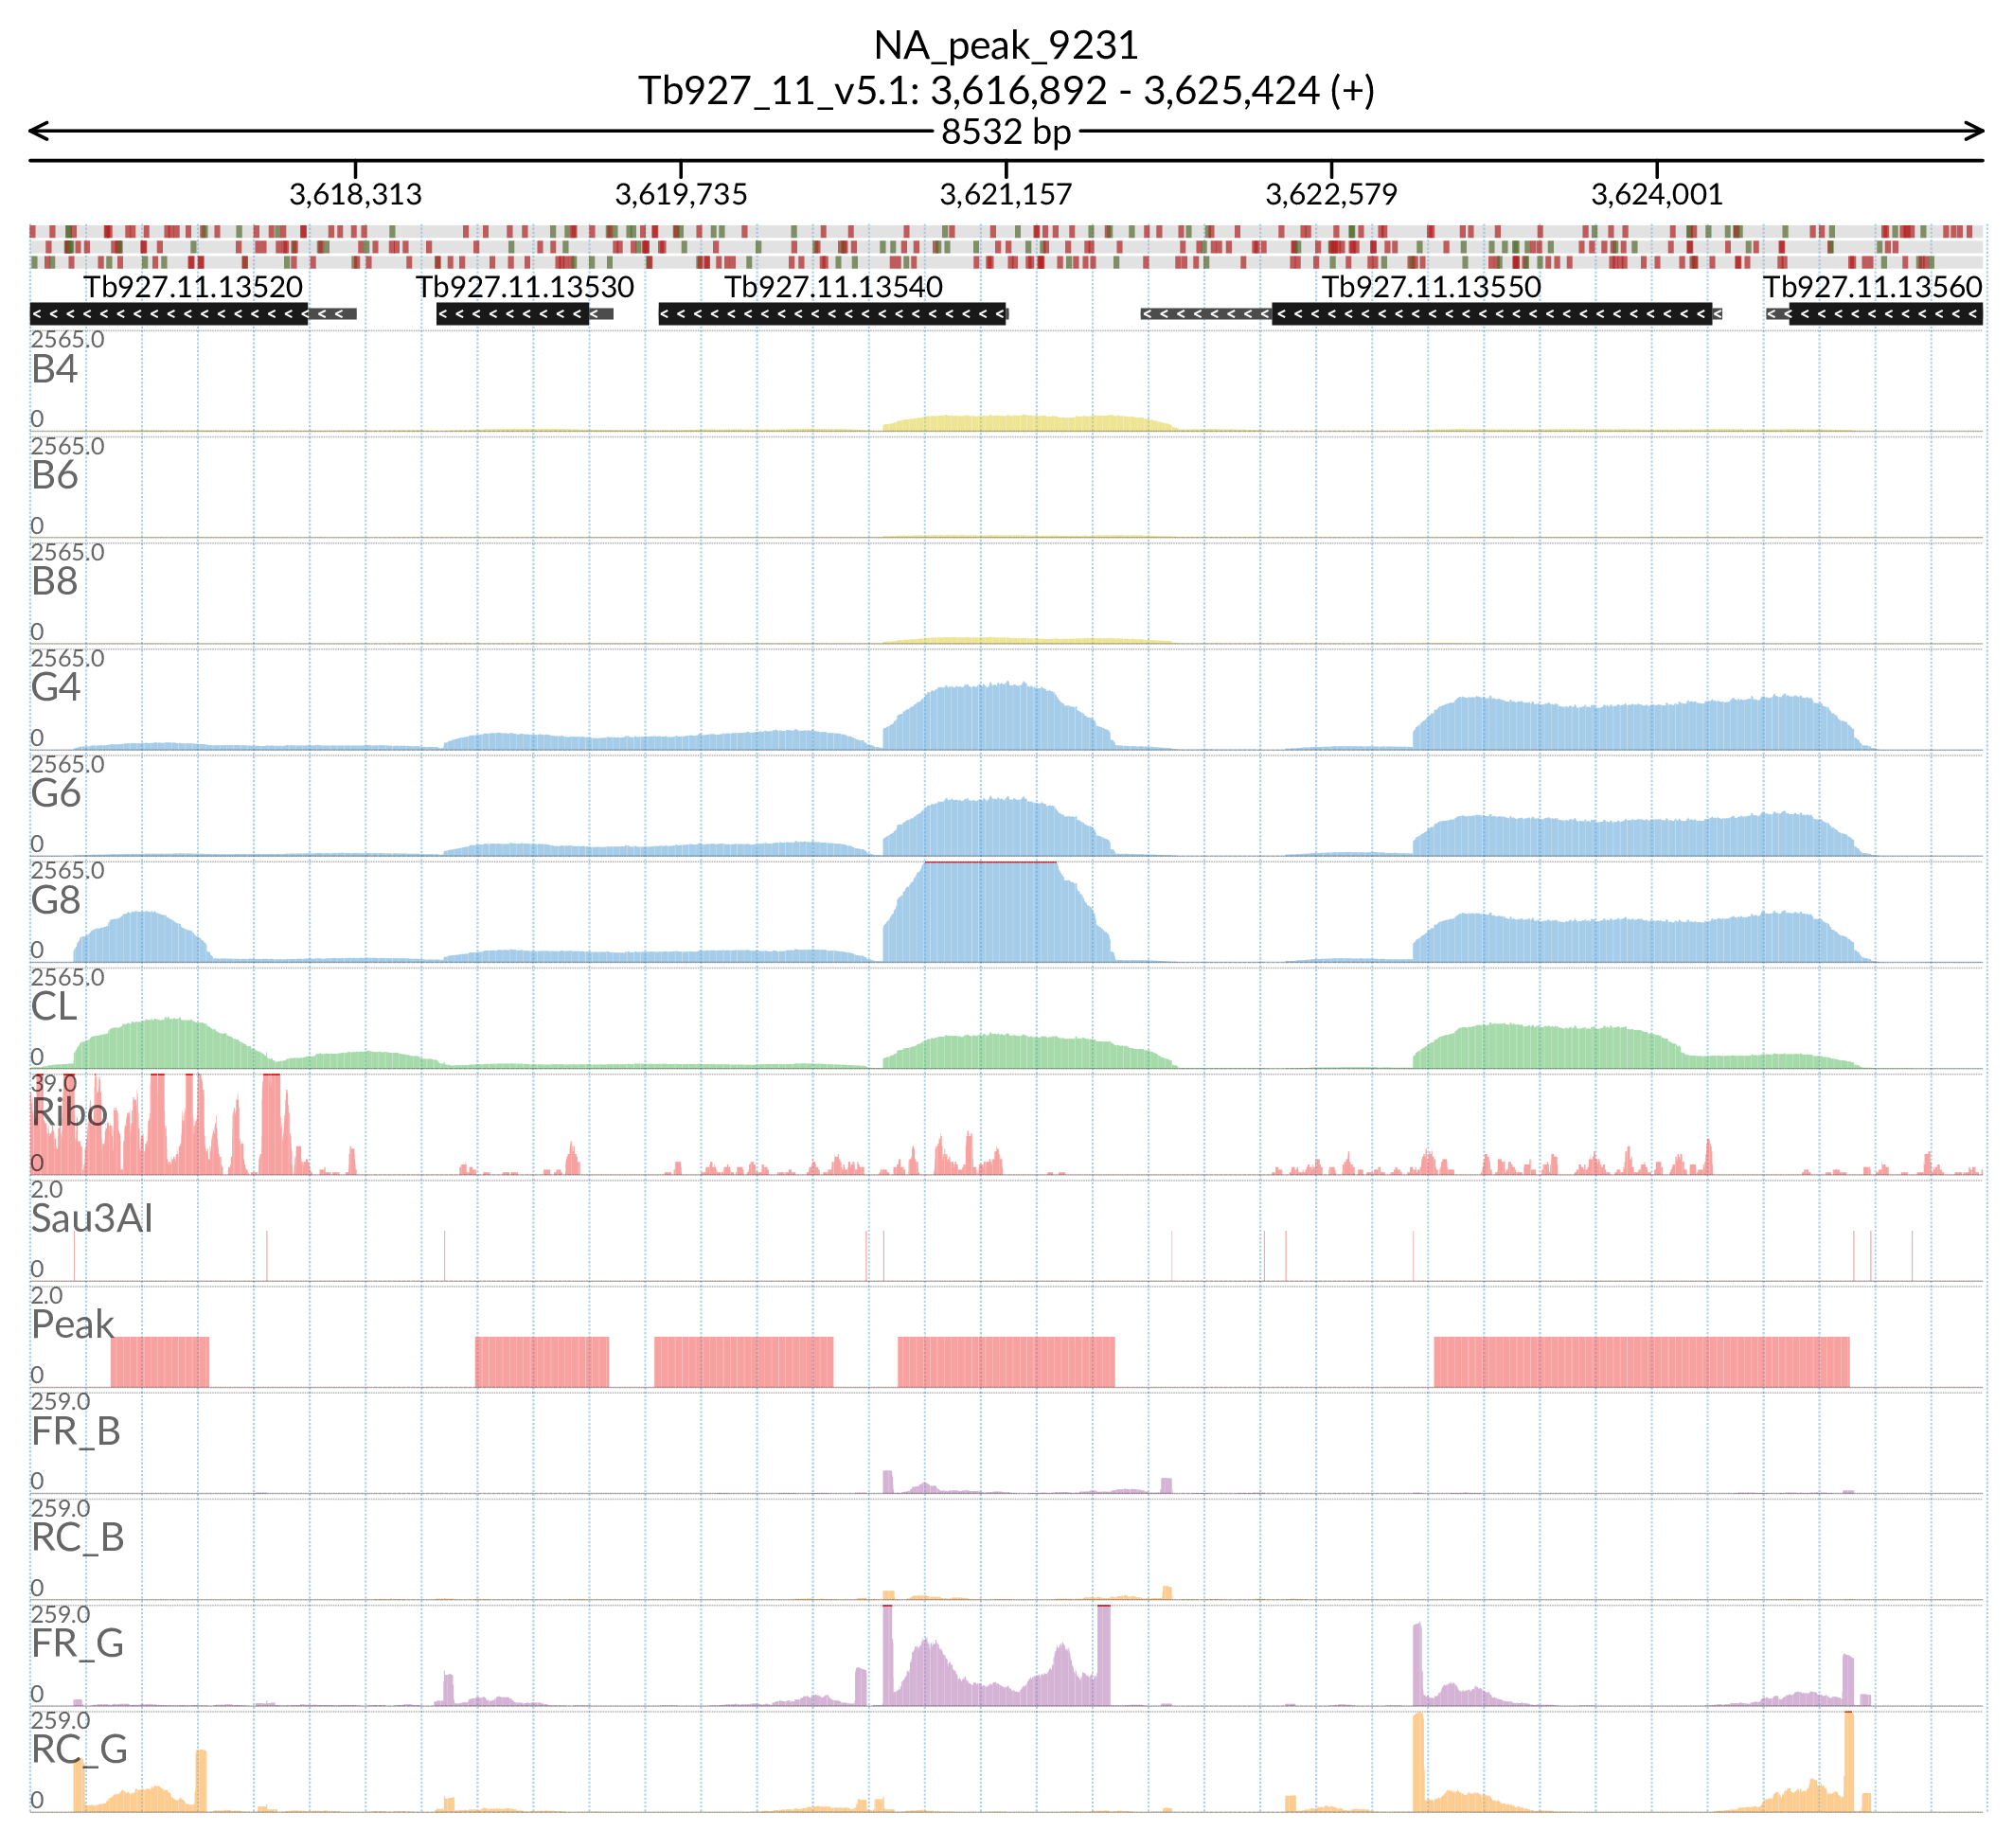 NA_peak_9231
Tb927_11_v5.1: 3,616,892 - 3,625,424 (+)
8532 bp
3,618,313 3,619,735 3,621,157 3,622,579 3,624,001
Tb927.11.13520 Tb927.11.13530 Tb927.11.13540 Tb927.11.13550 Tb927.11.13560
2565.0
B4
0
2565.0
B6
0
2565.0
B8
0
2565.0
G4
0
2565.0
G6
0
2565.0
G8
0
2565.0
CL
0
39.0
Ribo
0
2.0
Sau3AI
0
2.0
Peak
0
259.0
FR_B
0
259.0
RC_B
0
259.0
FR_G
0
259.0
RC_G
0